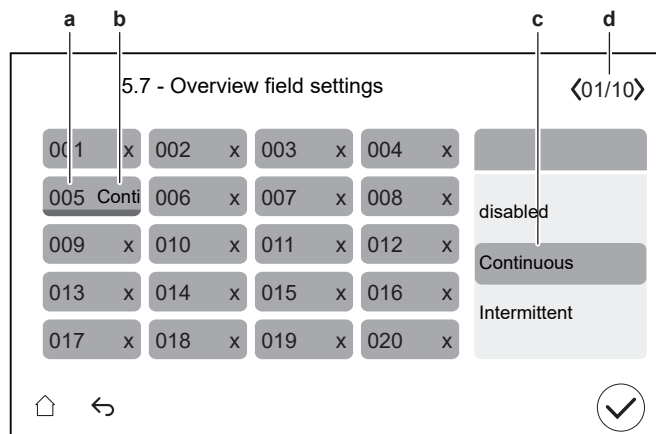 a b c d
5.7 - Overview field settings 01/10
001 x 002 x 003 x 004 x
005 Conti 006 x 007 x 008 x
disabled
009 x 010 x 011 x 012 x
Continuous
013 x 014 x 015 x 016 x
Intermittent
017 x 018 x 019 x 020 x